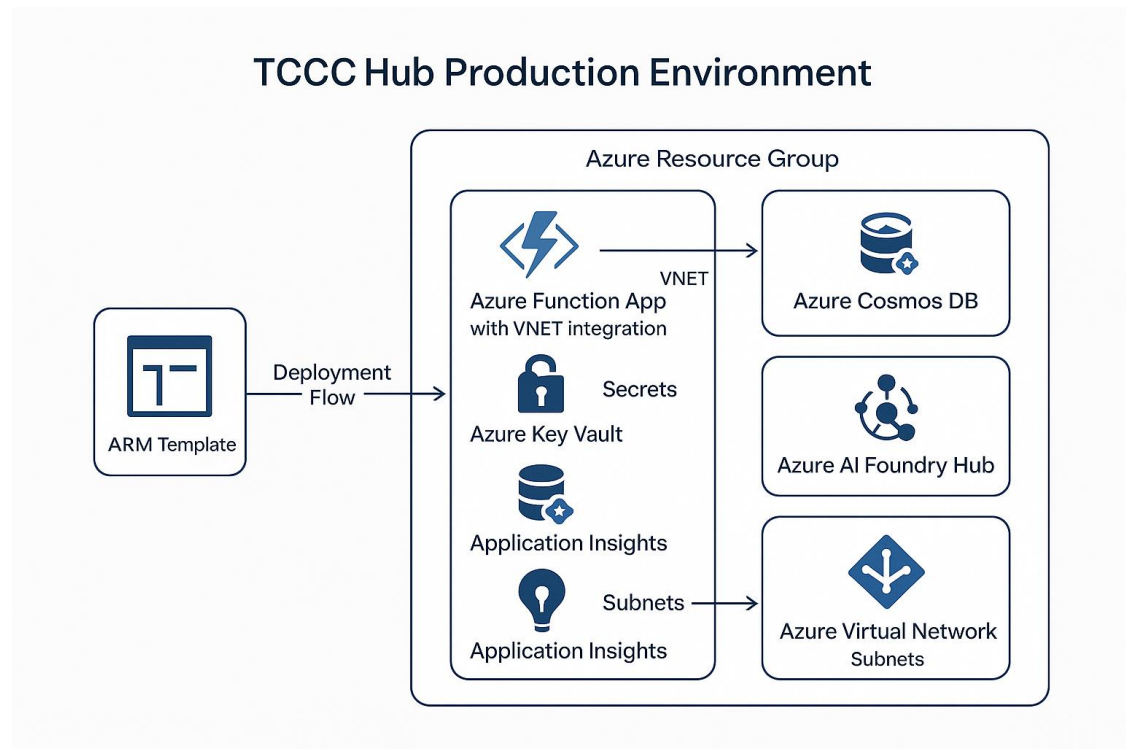 TCCC Hub Production Environment
Azure Resource Group
ARM Template
Deployment
Flow
VNET
Azure Function App
with VNET integration
Secrets
Azure Key Vault
Application Insights
Subnets
Application Insights
Azure Cosmos DB
Azure AI Foundry Hub
Azure Virtual Network
Subnets